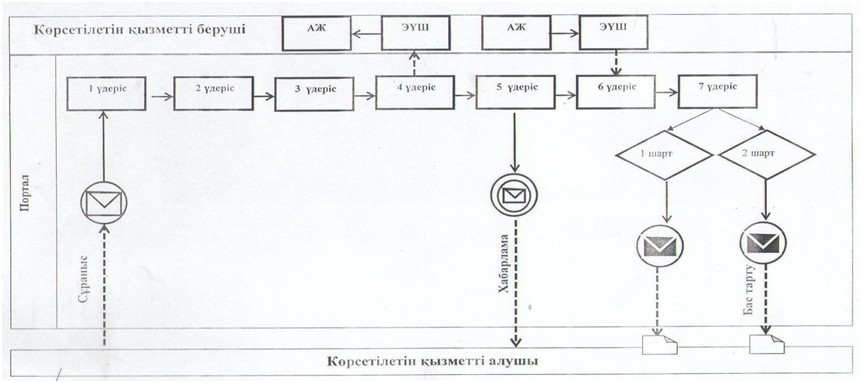 Көрсетілетін қызметті беруші
АЖ
ЭҮШ
АЖ
ЭҮШ
Портал
1 үдеріс
2 үдеріс
3 үдеріс
4 үдеріс
5 үдеріс
6 үдеріс
7 үдеріс
1 шарт
2 шарт
Сұраныс
Хабарлама
Бас тарту
Көрсетілетін қызметті алушы